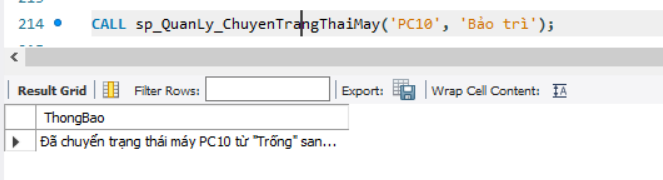 214 CALL sp_QuanLy_ChuyenTrangThaiMay('PC10', 'Bảo trì');
Result Grid Filter Rows: Export: Wrap Cell Content: IA
ThongBao
Đã chuyển trạng thái máy PC10 từ "Trống" san...